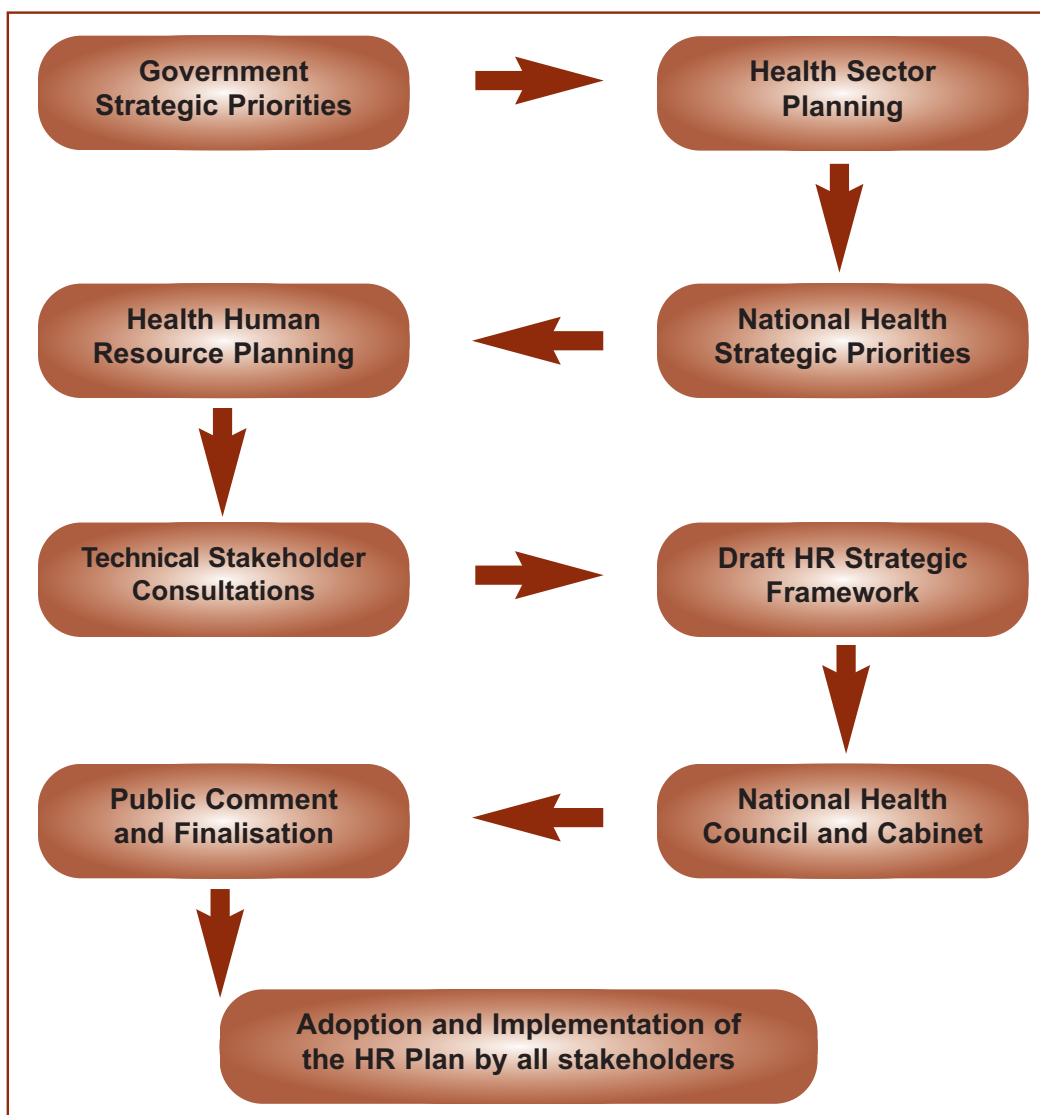 Government
Strategic Priorities
Health Sector
Planning
National Health
Strategic Priorities
Health Human
Resource Planning
Technical Stakeholder
Consultations
Draft HR Strategic
Framework
National Health
Council and Cabinet
Public Comment
and Finalisation
Adoption and Implementation of
the HR Plan by all stakeholders